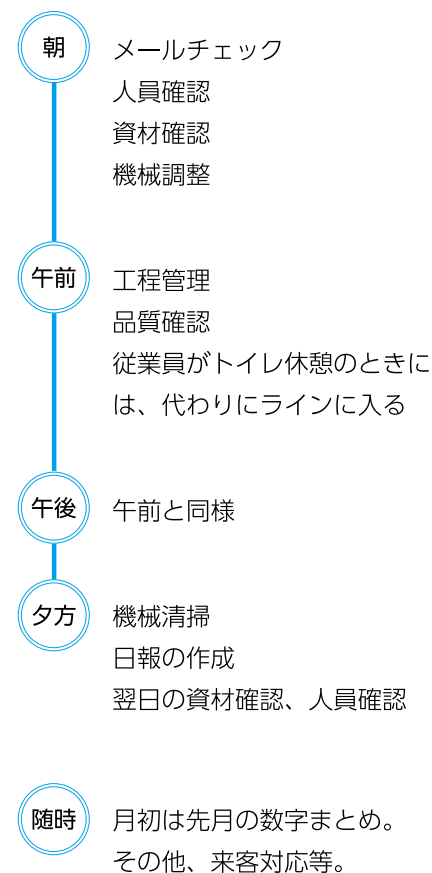 朝
メールチェック
人員確認
資材確認
機械調整
午前
工程管理
品質確認
従業員がトイレ休憩のときに
は、代わりにラインに入る
午後
午前と同様
夕方
機械清掃
日報の作成
翌日の資材確認、人員確認
随時
月初は先月の数字まとめ。
その他、来客対応等。